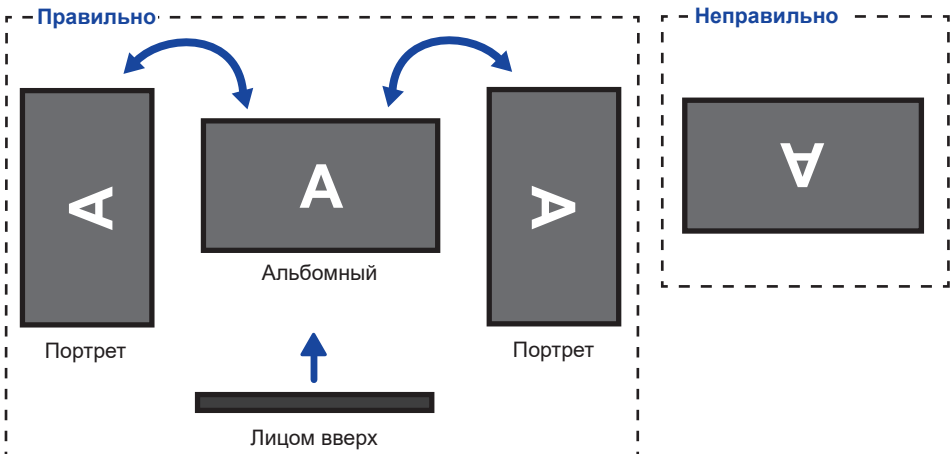 Правильно
Неправильно
A
A
A
A
Альбомный
Портрет
Портрет
Лицом вверх